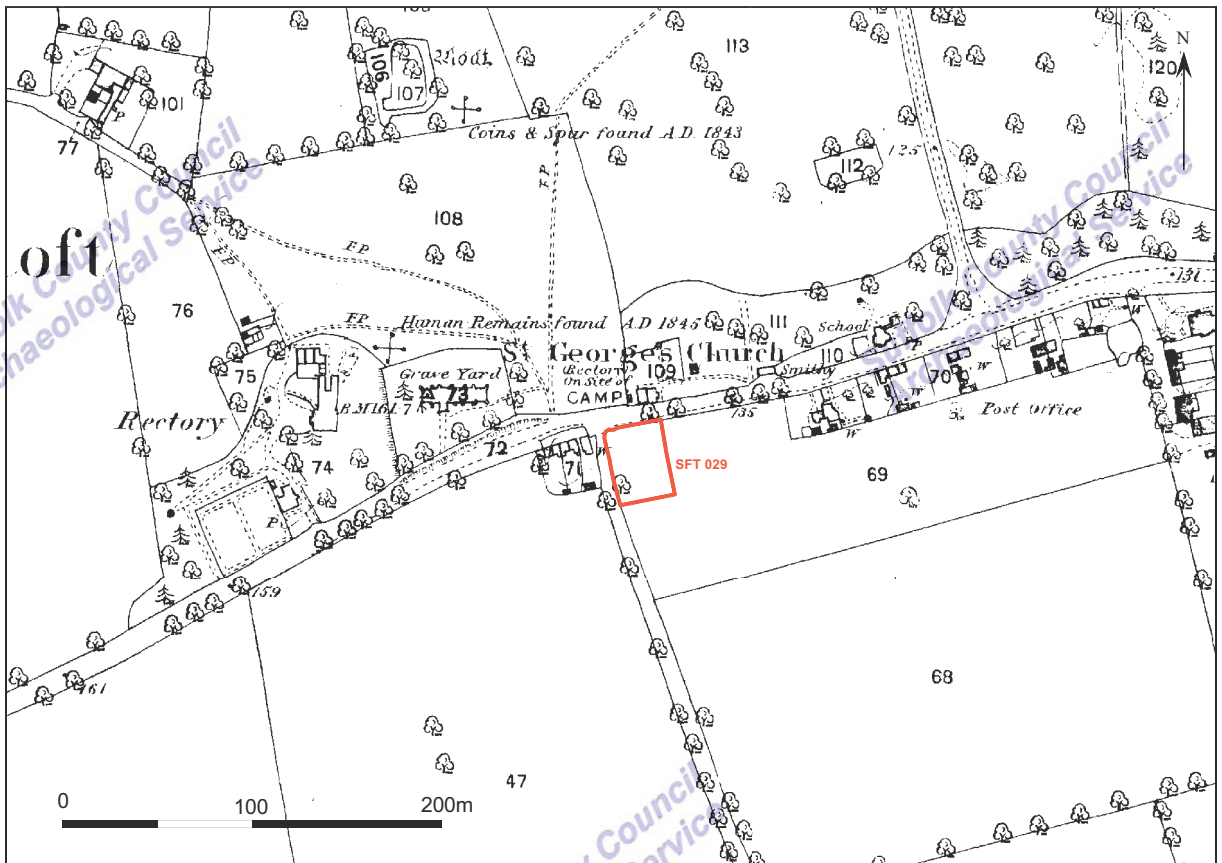 106
107
Moat
113
N
120
101
P
77
Coins & Spur found A.D. 1843
F.P.
112
125
108
F.P.
F.P.
oft
76
131
F.P.
Human Remains found A.D 1845
111
School
St George's Church
110
P
Grave Yard
(Rectory
On Site of
CAMP
109
Smithy
75
73
70
W
W
W
W
Rectory
B.M.161.7
135
Post Office
W
72
74
71
W
SFT 029
69
P
159
161
68
47
0
100
200m
Suffolk County Council
Archaeological Service
Suffolk County Council
Archaeological Service
County Council
Service